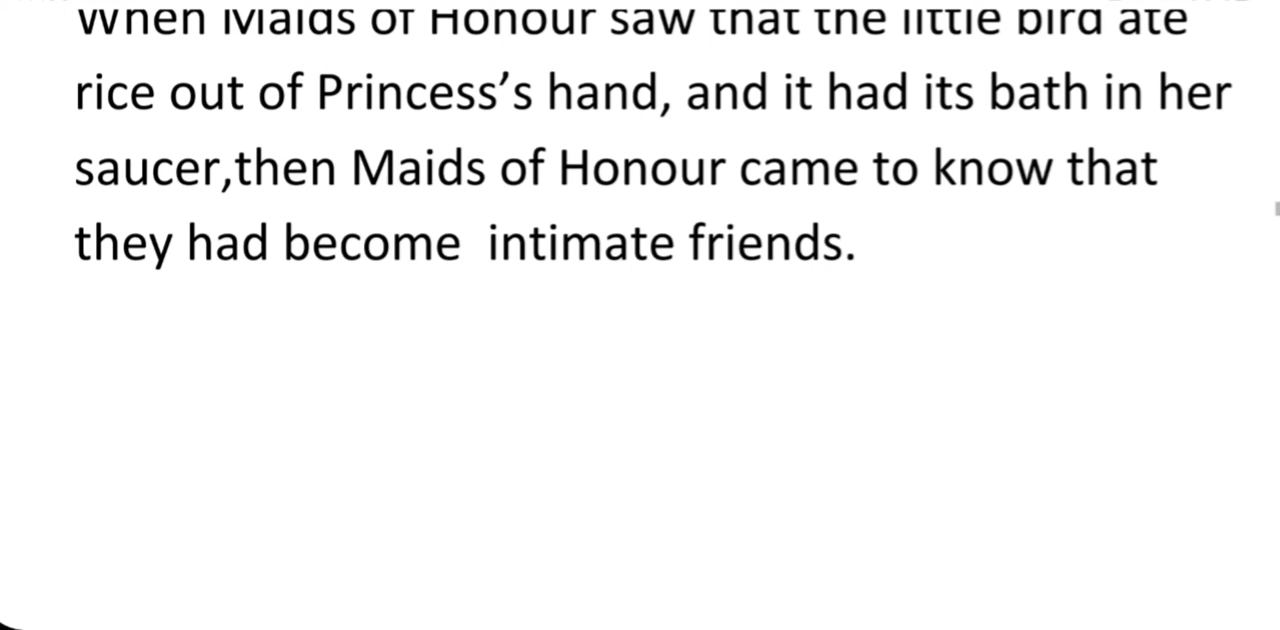 When Maids of Honour saw that the little bird ate
rice out of Princess’s hand, and it had its bath in her
saucer,then Maids of Honour came to know that
they had become  intimate friends.